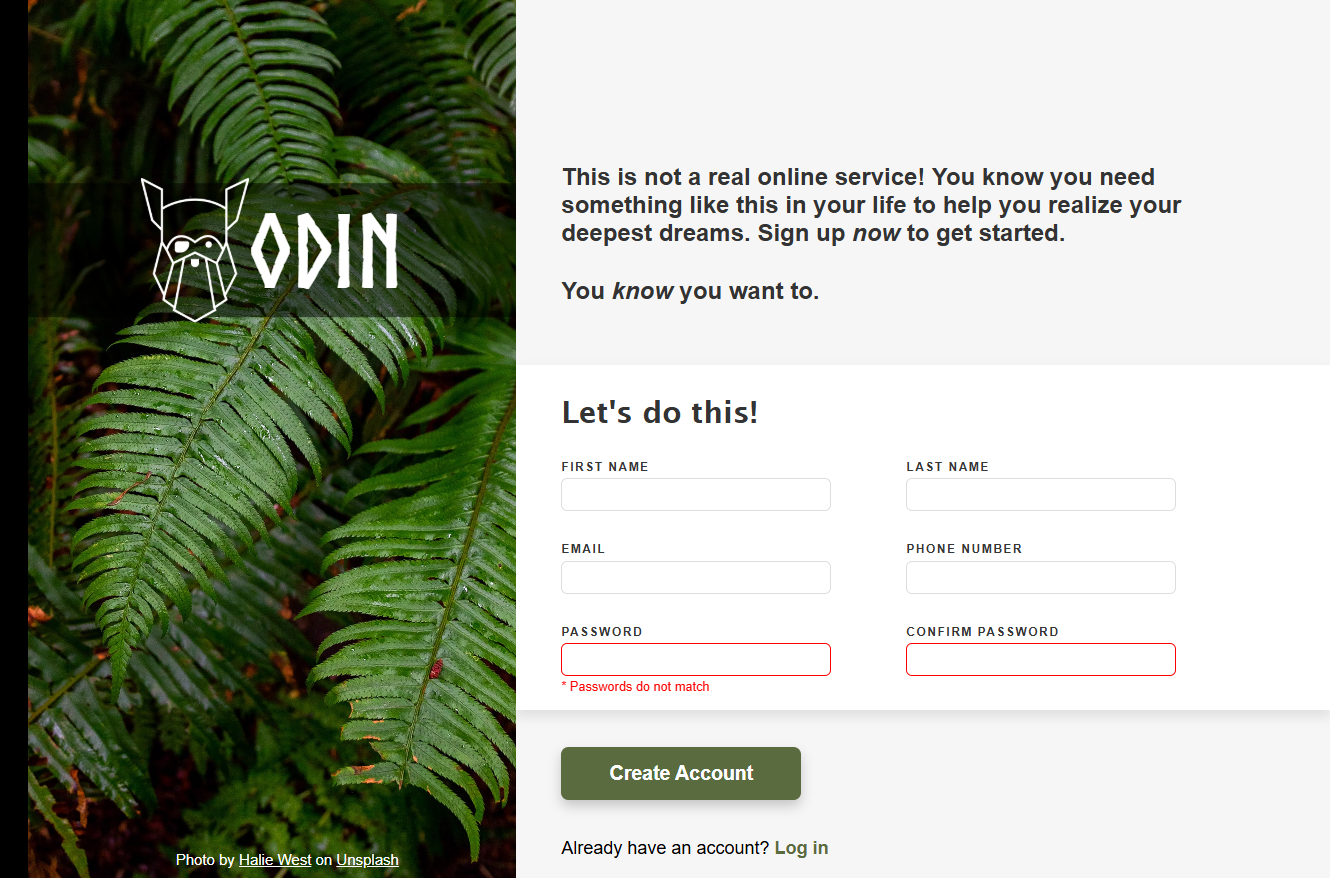 ODIN
This is not a real online service! You know you need
something like this in your life to help you realize your
deepest dreams. Sign up now to get started.
You know you want to.
Let's do this!
FIRST NAME
LAST NAME
EMAIL
PHONE NUMBER
PASSWORD
CONFIRM PASSWORD
* Passwords do not match
Create Account
Already have an account? Log in
Photo by Halie West on Unsplash